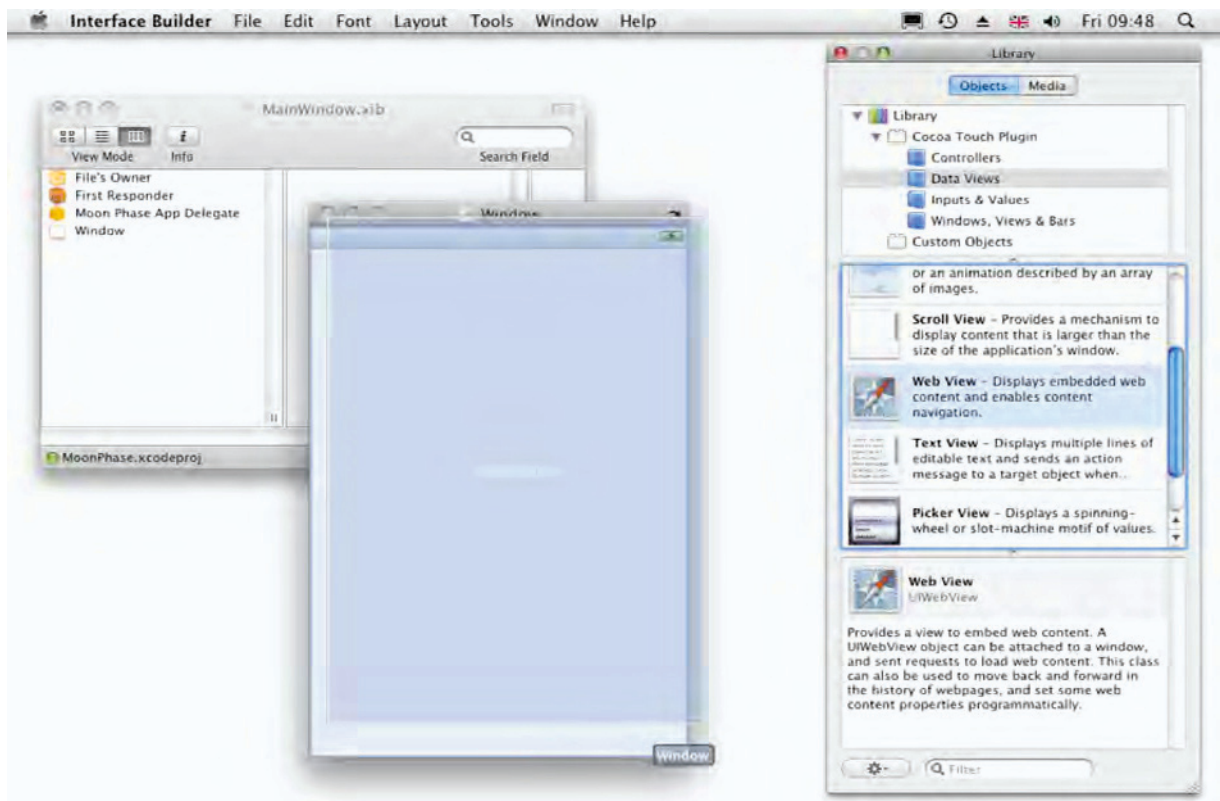 Interface Builder File Edit Font Layout Tools Window Help Fri 09:48
MainWindow.xib
View Mode Info Search Field
File's Owner
First Responder
Moon Phase App Delegate
Window
MoonPhase.xcodeproj
Window
Window
Library
Objects Media
Library
Cocoa Touch Plugin
Controllers
Data Views
Inputs & Values
Windows, Views & Bars
Custom Objects
or an animation described by an array
of images.
Scroll View – Provides a mechanism to
display content that is larger than the
size of the application's window.
Web View – Displays embedded web
content and enables content
navigation.
Text View – Displays multiple lines of
editable text and sends an action
message to a target object when..
Picker View – Displays a spinning-
wheel or slot-machine motif of values.
Web View
UIWebView
Provides a view to embed web content. A
UIWebView object can be attached to a window,
and sent requests to load web content. This class
can also be used to move back and forward in
the history of webpages, and set some web
content properties programmatically.
Filter